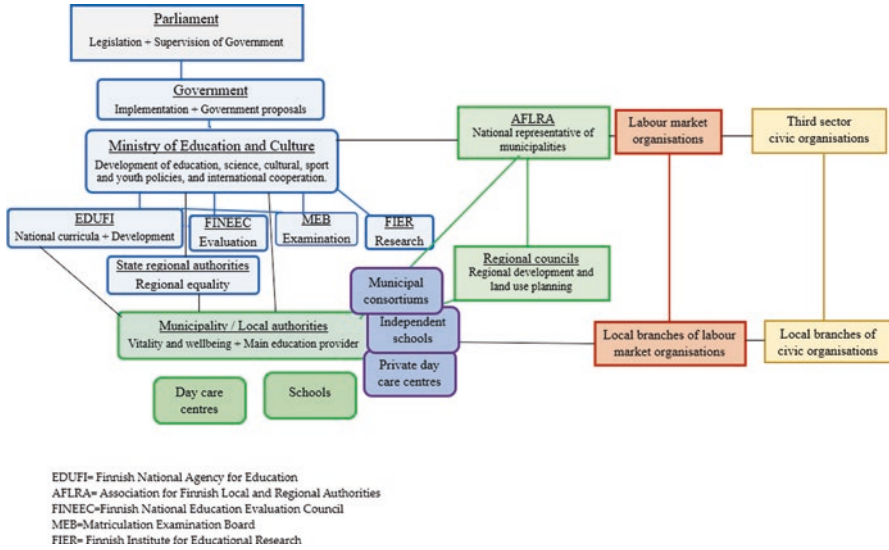 Parliament
Legislation + Supervision of Government
Government
Implementation + Government proposals
Ministry of Education and Culture
Development of education, science, cultural, sport
and youth policies, and international cooperation.
AFLRA
National representative of
municipalities
Labour market
organisations
Third sector
civic organisations
EDUFI
National curricula + Development
FINEEC
Evaluation
MEB
Examination
FIER
Research
State regional authorities
Regional equality
Regional councils
Regional development and
land use planning
Municipal
consortiums
Municipality / Local authorities
Vitality and wellbeing + Main education provider
Independent
schools
Private day
care centres
Local branches of labour
market organisations
Local branches of
civic organisations
Day care
centres
Schools
EDUFI= Finnish National Agency for Education
AFLRA= Association for Finnish Local and Regional Authorities
FINEEC=Finnish National Education Evaluation Council
MEB=Matriculation Examination Board
FIER= Finnish Institute for Educational Research